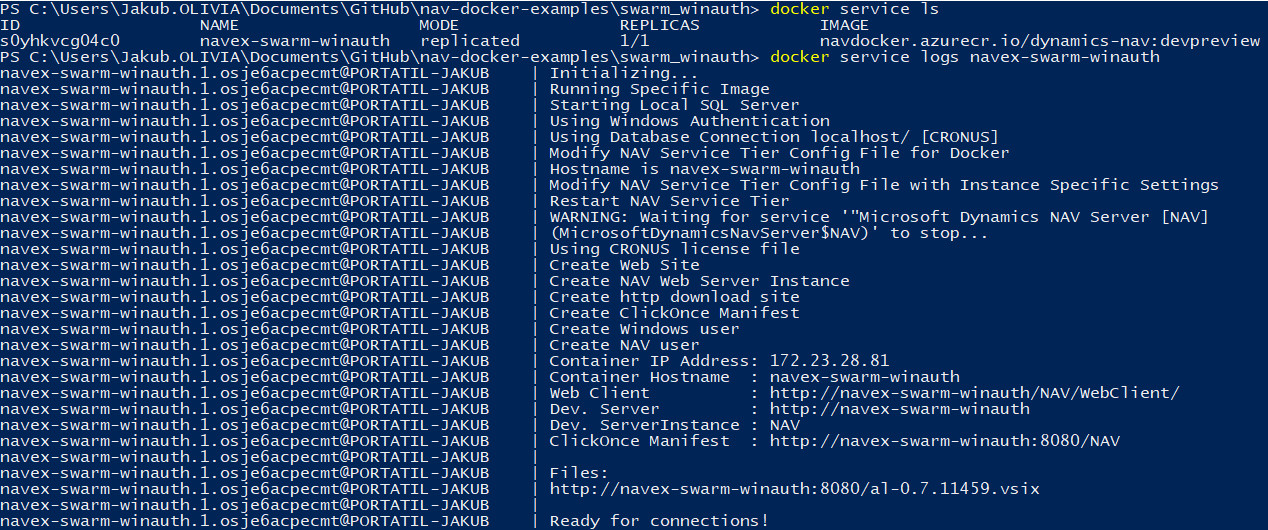 PS C:\Users\Jakub.OLIVIA\Documents\GitHub\nav-docker-examples\swarm_winauth> docker service ls
ID                  NAME                  MODE                REPLICAS            IMAGE
s0yhkvcg04c0        navex-swarm-winauth   replicated          1/1                 navdocker.azurecr.io/dynamics-nav:devpreview
PS C:\Users\Jakub.OLIVIA\Documents\GitHub\nav-docker-examples\swarm_winauth> docker service logs navex-swarm-winauth
navex-swarm-winauth.1.osje6acpecmt@PORTATIL-JAKUB    | Initializing...
navex-swarm-winauth.1.osje6acpecmt@PORTATIL-JAKUB    | Running Specific Image
navex-swarm-winauth.1.osje6acpecmt@PORTATIL-JAKUB    | Starting Local SQL Server
navex-swarm-winauth.1.osje6acpecmt@PORTATIL-JAKUB    | Using Windows Authentication
navex-swarm-winauth.1.osje6acpecmt@PORTATIL-JAKUB    | Using Database Connection localhost/ [CRONUS]
navex-swarm-winauth.1.osje6acpecmt@PORTATIL-JAKUB    | Modify NAV Service Tier Config File for Docker
navex-swarm-winauth.1.osje6acpecmt@PORTATIL-JAKUB    | Hostname is navex-swarm-winauth
navex-swarm-winauth.1.osje6acpecmt@PORTATIL-JAKUB    | Modify NAV Service Tier Config File with Instance Specific Settings
navex-swarm-winauth.1.osje6acpecmt@PORTATIL-JAKUB    | Restart NAV Service Tier
navex-swarm-winauth.1.osje6acpecmt@PORTATIL-JAKUB    | WARNING: Waiting for service '"Microsoft Dynamics NAV Server [NAV]
navex-swarm-winauth.1.osje6acpecmt@PORTATIL-JAKUB    | (MicrosoftDynamicsNavServer$NAV)' to stop...
navex-swarm-winauth.1.osje6acpecmt@PORTATIL-JAKUB    | Using CRONUS license file
navex-swarm-winauth.1.osje6acpecmt@PORTATIL-JAKUB    | Create Web Site
navex-swarm-winauth.1.osje6acpecmt@PORTATIL-JAKUB    | Create NAV Web Server Instance
navex-swarm-winauth.1.osje6acpecmt@PORTATIL-JAKUB    | Create http download site
navex-swarm-winauth.1.osje6acpecmt@PORTATIL-JAKUB    | Create ClickOnce Manifest
navex-swarm-winauth.1.osje6acpecmt@PORTATIL-JAKUB    | Create Windows user
navex-swarm-winauth.1.osje6acpecmt@PORTATIL-JAKUB    | Create NAV user
navex-swarm-winauth.1.osje6acpecmt@PORTATIL-JAKUB    | Container IP Address: 172.23.28.81
navex-swarm-winauth.1.osje6acpecmt@PORTATIL-JAKUB    | Container Hostname  : navex-swarm-winauth
navex-swarm-winauth.1.osje6acpecmt@PORTATIL-JAKUB    | Web Client          : http://navex-swarm-winauth/NAV/WebClient/
navex-swarm-winauth.1.osje6acpecmt@PORTATIL-JAKUB    | Dev. Server         : http://navex-swarm-winauth
navex-swarm-winauth.1.osje6acpecmt@PORTATIL-JAKUB    | Dev. ServerInstance : NAV
navex-swarm-winauth.1.osje6acpecmt@PORTATIL-JAKUB    | ClickOnce Manifest  : http://navex-swarm-winauth:8080/NAV
navex-swarm-winauth.1.osje6acpecmt@PORTATIL-JAKUB    |
navex-swarm-winauth.1.osje6acpecmt@PORTATIL-JAKUB    | Files:
navex-swarm-winauth.1.osje6acpecmt@PORTATIL-JAKUB    | http://navex-swarm-winauth:8080/al-0.7.11459.vsix
navex-swarm-winauth.1.osje6acpecmt@PORTATIL-JAKUB    |
navex-swarm-winauth.1.osje6acpecmt@PORTATIL-JAKUB    | Ready for connections!